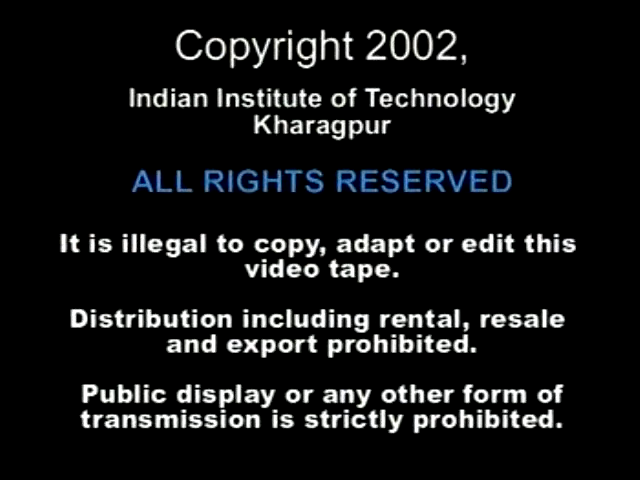 Copyright 2002,
Indian Institute of Technology
Kharagpur
ALL RIGHTS RESERVED
It is illegal to copy, adapt or edit this
video tape.
Distribution including rental, resale
and export prohibited.
Public display or any other form of
transmission is strictly prohibited.